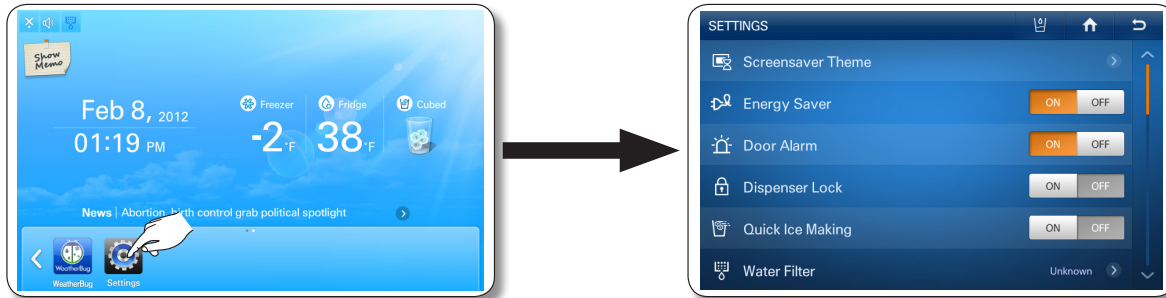 Show
Memo
Feb 8, 2012
01:19 PM
Freezer
-2°F
Fridge
38°F
Cubed
News | Abortion, birth control grab political spotlight
WeatherBug
WeatherBug
Settings
SETTINGS
Screensaver Theme
Energy Saver ON OFF
Door Alarm ON OFF
Dispenser Lock ON OFF
Quick Ice Making ON OFF
Water Filter Unknown